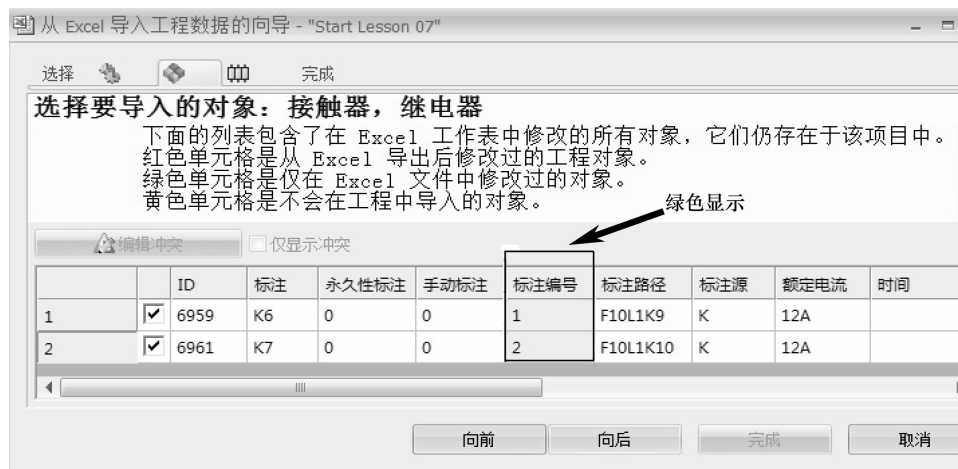 从 Excel 导入工程数据的向导 - "Start Lesson 07"
选择 完成
选择要导入的对象：接触器，继电器
下面的列表包含了在 Excel 工作表中修改的所有对象，它们仍存在于该项目中。
红色单元格是从 Excel 导出后修改过的工程对象。
绿色单元格是仅在 Excel 文件中修改过的对象。
黄色单元格是不会在工程中导入的对象。
绿色显示
编辑冲突 仅显示冲突
ID 标注 永久性标注 手动标注 标注编号 标注路径 标注源 额定电流 时间
1 6959 K6 0 0 1 F10L1K9 K 12A
2 6961 K7 0 0 2 F10L1K10 K 12A
向前 向后 完成 取消